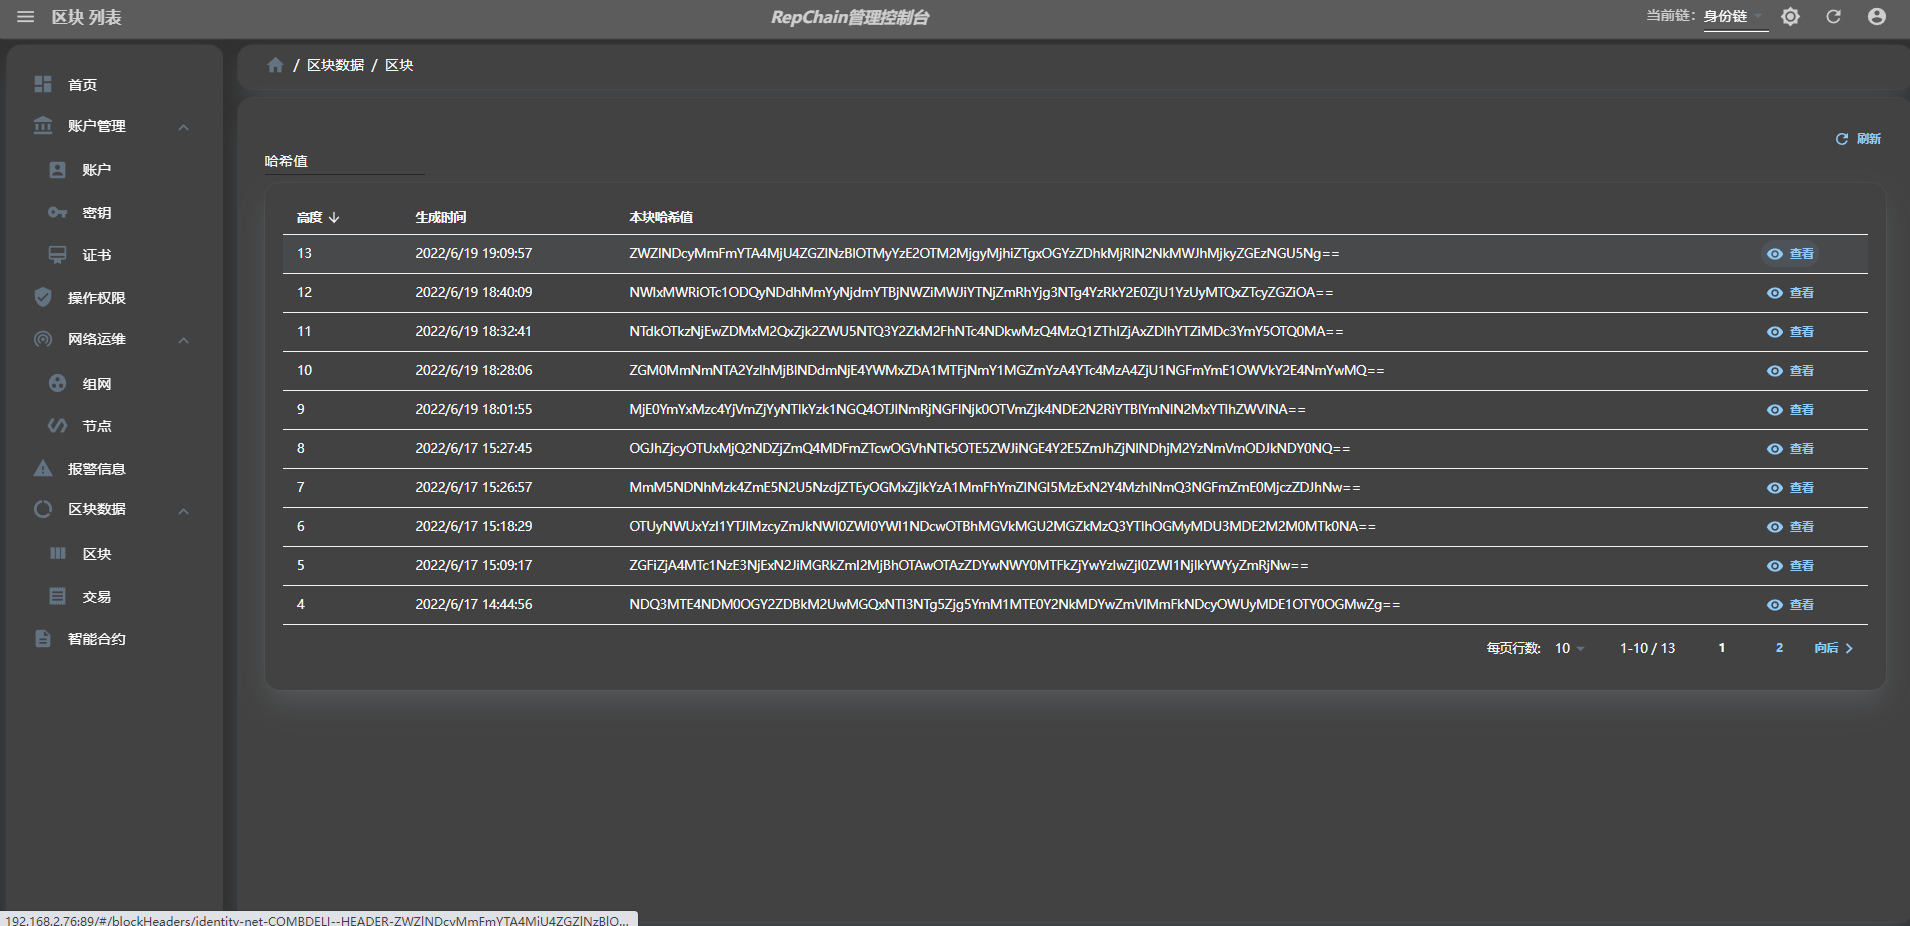 区块 列表
RepChain管理控制台
当前链: 身份链
首页
账户管理
账户
密钥
证书
操作权限
网络运维
组网
节点
报警信息
区块数据
区块
交易
智能合约
/ 区块数据 / 区块
刷新
哈希值
高度 生成时间 本块哈希值
13 2022/6/19 19:09:57 ZWZlNDcyMmFmYTA4MjU4ZGZlNzBlOTMyYzE2OTM2MjgyMjhiZTgxOGYzZDhkMjRlN2NkMWJhMjkyZGEzNGU5Ng== 查看
12 2022/6/19 18:40:09 NWIxMWRiOTc1ODQyNDdhMmYyNjdmYTBjNWZiMWJiYTNjZmRhYjg3NTg4YzRkY2E0ZjU1YzUyMTQxZTcyZGZiOA== 查看
11 2022/6/19 18:32:41 NTdkOTkzNjEwZDMxM2QxZjk2ZWU5NTQ3Y2ZkM2FhNTc4NDkwMzQ4MzQ1ZThlZjAxZDlhYTZiMDc3YmY5OTQ0MA== 查看
10 2022/6/19 18:28:06 ZGM0MmNmNTA2YzlhMjBlNDdmNjE4YWMxZDA1MTFjNmY1MGZmYzA4YTc4MzA4ZjU1NGFmYmE1OWVkY2E4NmYwMQ== 查看
9 2022/6/19 18:01:55 MjE0YmYxMzc4YjVmZjYyNTlkYzk1NGQ4OTJlNmRjNGFlNjk0OTVmZjk4NDE2N2RiYTBlYmNlN2MxYTlhZWVlNA== 查看
8 2022/6/17 15:27:45 OGJhZjcyOTUxMjQ2NDZjZmQ4MDFmZTcwOGVhNTk5OTE5ZWJiNGE4Y2E5ZmJhZjNlNDhjM2YzNmVmODJkNDY0NQ== 查看
7 2022/6/17 15:26:57 MmM5NDNhMzk4ZmE5N2U5NzdjZTEyOGMxZjlkYzA1MmFhYmZlNGI5MzExN2Y4MzhlNmQ3NGFmZmE0MjczZDJhNw== 查看
6 2022/6/17 15:18:29 OTUyNWUxYzI1YTJlMzcyZmJkNWI0ZWI0YWI1NDcwOTBhMGVkMGU2MGZkMzQ3YTlhOGMyMDU3MDE2M2M0MTk0NA== 查看
5 2022/6/17 15:09:17 ZGFiZjA4MTc1NzE3NjExN2JiMGRkZmI2MjBhOTAwOTAzZDYwNWY0MTFkZjYwYzIwZjI0ZWI1NjlkYWYyZmRjNw== 查看
4 2022/6/17 14:44:56 NDQ3MTE4NDM0OGY2ZDBkM2UwMGQxNTI3NTg5Zjg5YmM1MTE0Y2NkMDYwZmVlMmFkNDcyOWUyMDE1OTY0OGMwZg== 查看
每页行数: 10 1-10 / 13 1 2 向后
192.168.2.76:89/#/blockHeaders/identity-net-COMBDELI--HEADER-ZWZlNDcyMmFmYTA4MjU4ZGZlNzBlO...